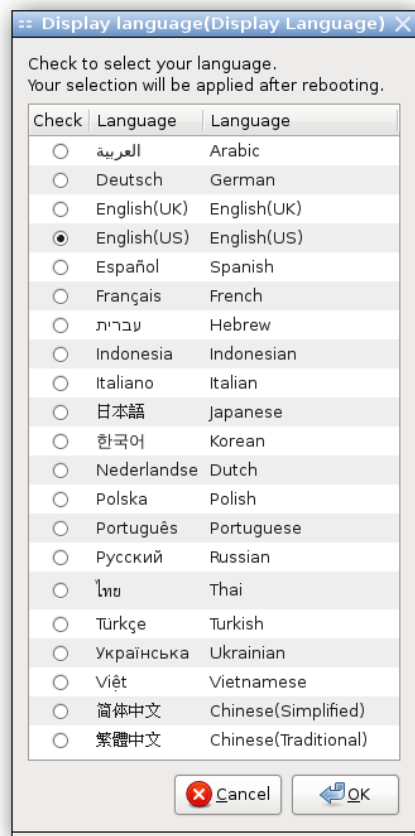 Display language(Display Language)
Check to select your language.
Your selection will be applied after rebooting.
Check Language Language
العربية Arabic
Deutsch German
English(UK) English(UK)
English(US) English(US)
Español Spanish
Français French
עברית Hebrew
Indonesia Indonesian
Italiano Italian
日本語 Japanese
한국어 Korean
Nederlandse Dutch
Polska Polish
Português Portuguese
Русский Russian
ไทย Thai
Türkçe Turkish
Українська Ukrainian
Việt Vietnamese
简体中文 Chinese(Simplified)
繁體中文 Chinese(Traditional)
Cancel OK